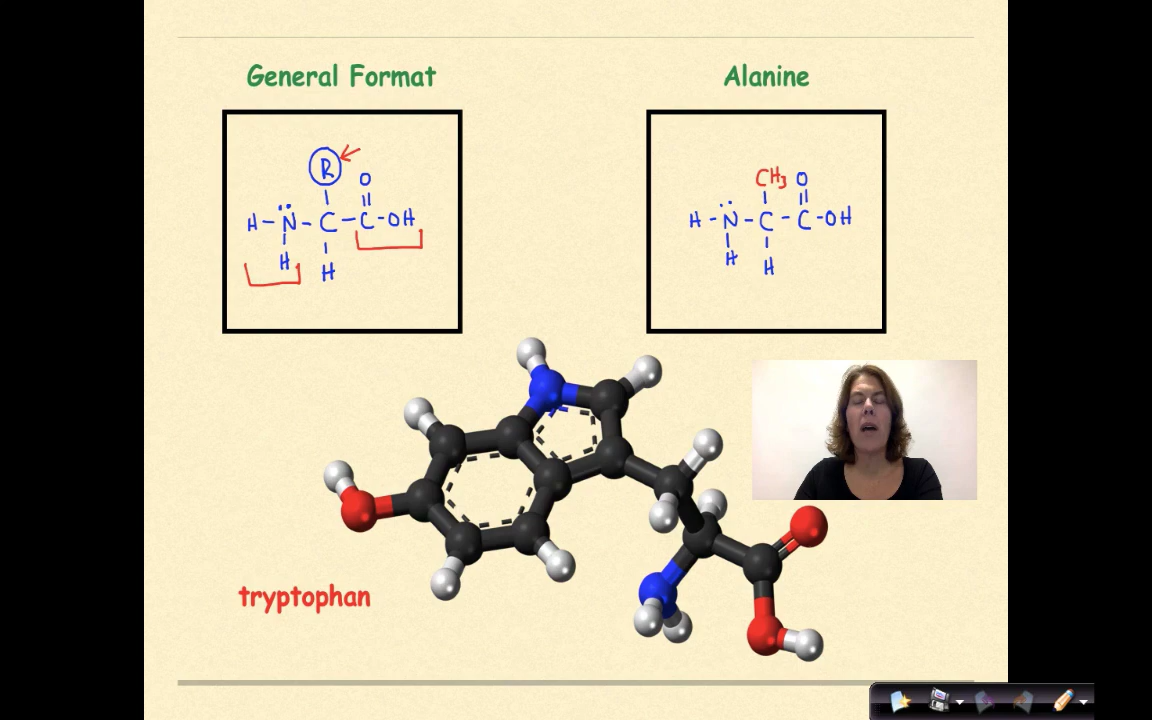 General Format
Alanine
R O
H - N̈ - C - C - OH
H H
CH₃ O
H - N̈ - C - C - OH
H H
tryptophan